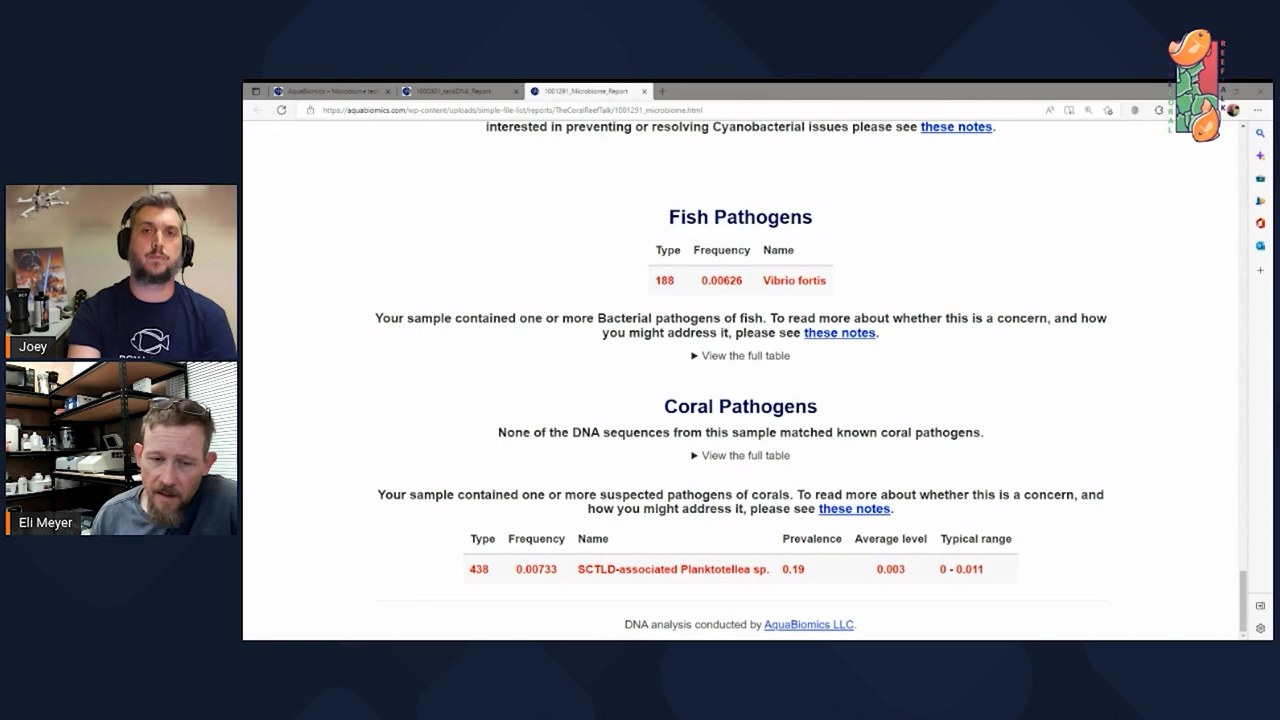 AquaBiomics – Microbiome tes
1000301_tankDNA_Report
1001291_Microbiome_Report
https://aquabiomics.com/wp-content/uploads/simple-file-list/reports/TheCoralReefTalk/1001291_microbiome.html
CORAL
REEF TALK
interested in preventing or resolving Cyanobacterial issues please see these notes.
Fish Pathogens
Type Frequency Name
188 0.00626 Vibrio fortis
Your sample contained one or more Bacterial pathogens of fish. To read more about whether this is a concern, and how
you might address it, please see these notes.
▶ View the full table
Coral Pathogens
None of the DNA sequences from this sample matched known coral pathogens.
▶ View the full table
Your sample contained one or more suspected pathogens of corals. To read more about whether this is a concern, and
how you might address it, please see these notes.
Type Frequency Name Prevalence Average level Typical range
438 0.00733 SCTLD-associated Planktotellea sp. 0.19 0.003 0 - 0.011
DNA analysis conducted by AquaBiomics LLC.
Joey
Eli Meyer